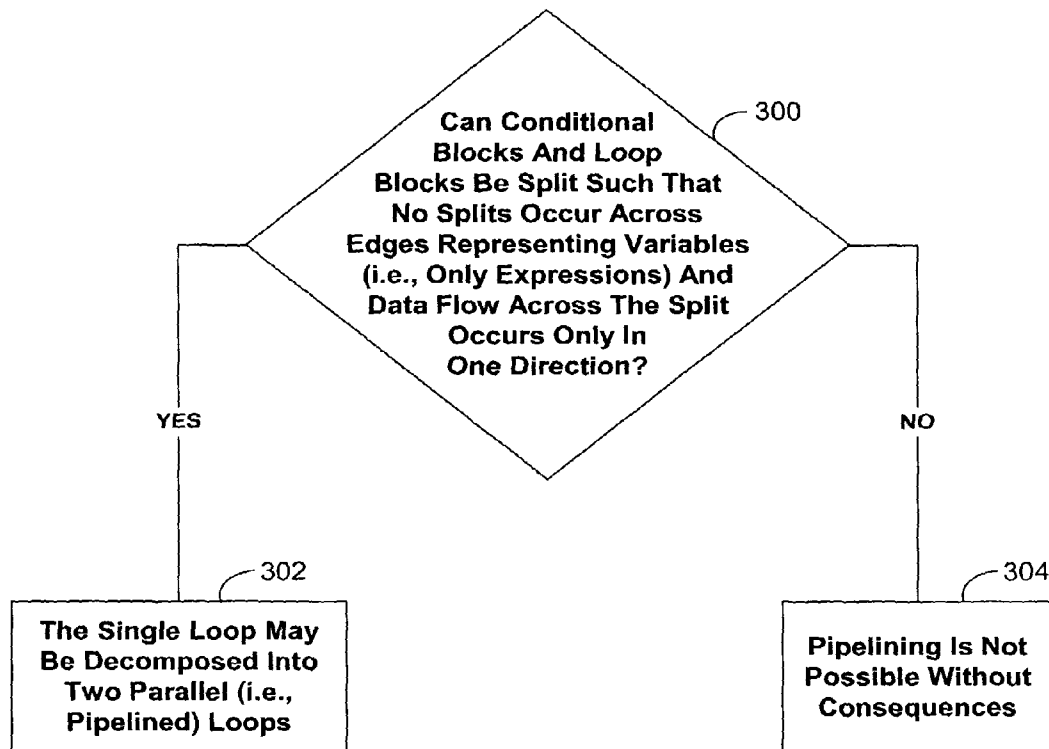 Can Conditional
Blocks And Loop
Blocks Be Split Such That
No Splits Occur Across
Edges Representing Variables
(i.e., Only Expressions) And
Data Flow Across The Split
Occurs Only In
One Direction?
300
YES
NO
302
The Single Loop May
Be Decomposed Into
Two Parallel (i.e.,
Pipelined) Loops
304
Pipelining Is Not
Possible Without
Consequences